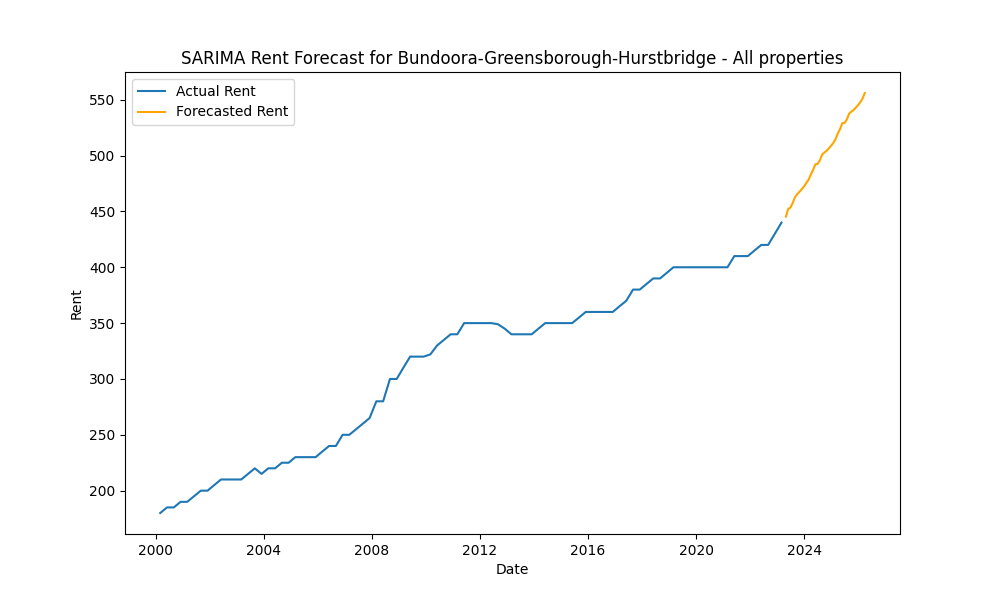 SARIMA Rent Forecast for Bundoora-Greensborough-Hurstbridge - All properties
Actual Rent
Forecasted Rent
550
500
450
400
350
300
250
200
Rent
2000 2004 2008 2012 2016 2020 2024
Date